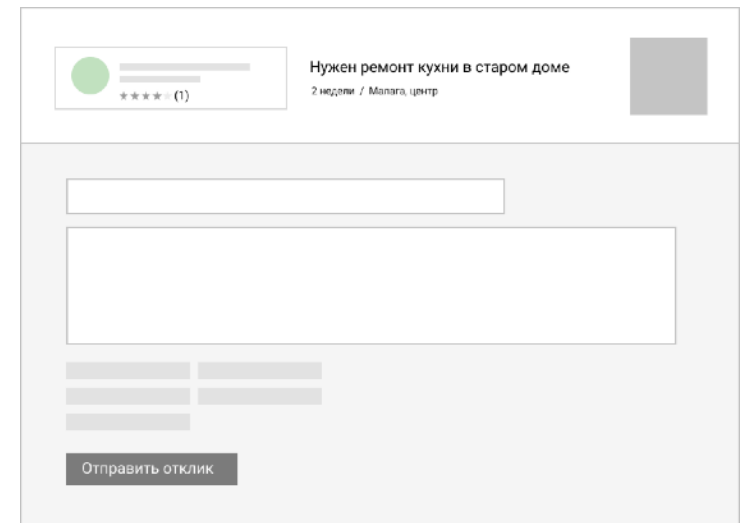 ★★★★★ (1)
Нужен ремонт кухни в старом доме
2 недели / Малага, центр
Отправить отклик